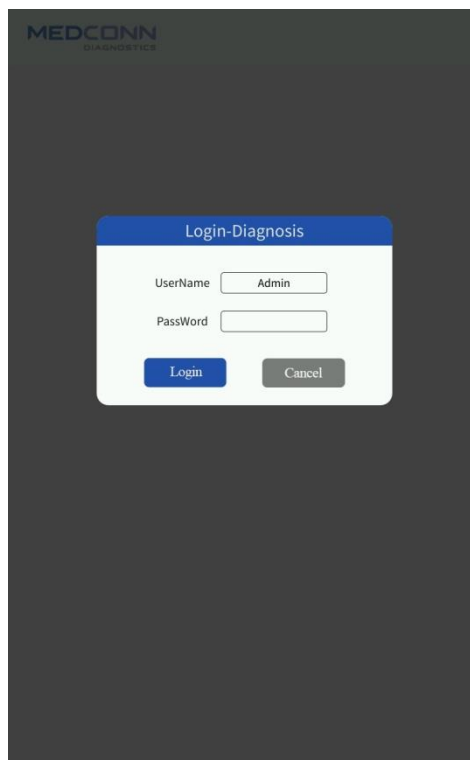 MEDCONN
DIAGNOSTICS
Login-Diagnosis
UserName Admin
PassWord
Login Cancel